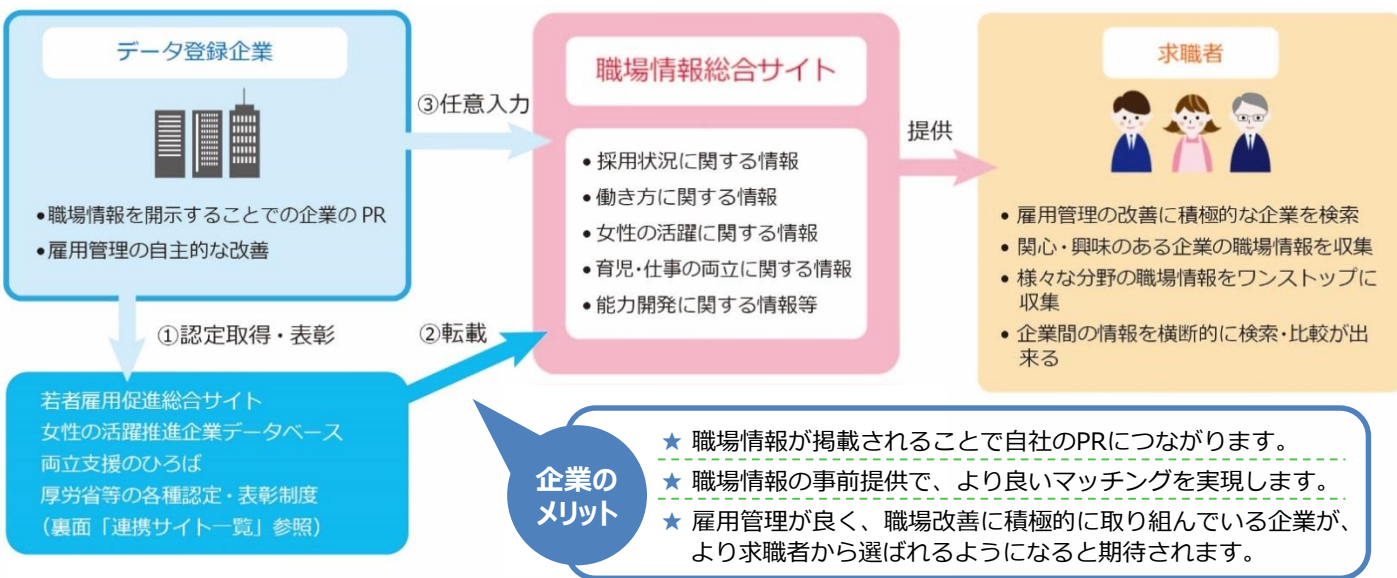 データ登録企業
•職場情報を開示することでの企業の PR
•雇用管理の自主的な改善
③任意入力
①認定取得・表彰
②転載
若者雇用促進総合サイト
女性の活躍推進企業データベース
両立支援のひろば
厚労省等の各種認定・表彰制度
(裏面「連携サイト一覧」参照)
職場情報総合サイト
• 採用状況に関する情報
• 働き方に関する情報
• 女性の活躍に関する情報
• 育児・仕事の両立に関する情報
• 能力開発に関する情報等
提供
求職者
• 雇用管理の改善に積極的な企業を検索
• 関心・興味のある企業の職場情報を収集
• 様々な分野の職場情報をワンストップに
収集
• 企業間の情報を横断的に検索・比較が出
来る
企業の
メリット
★ 職場情報が掲載されることで自社のPRにつながります。
★ 職場情報の事前提供で、より良いマッチングを実現します。
★ 雇用管理が良く、職場改善に積極的に取り組んでいる企業が、
より求職者から選ばれるようになると期待されます。